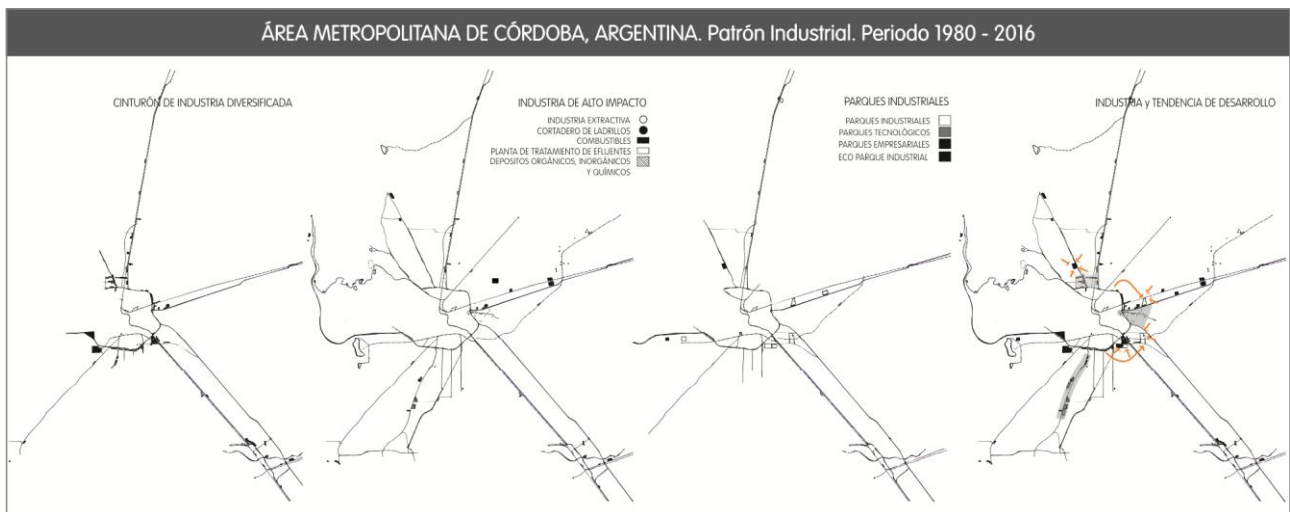 ÁREA METROPOLITANA DE CÓRDOBA, ARGENTINA. Patrón Industrial. Periodo 1980 - 2016
CINTURÓN DE INDUSTRIA DIVERSIFICADA
INDUSTRIA DE ALTO IMPACTO
INDUSTRIA EXTRACTIVA
CORTADERO DE LADRILLOS
COMBUSTIBLES
PLANTA DE TRATAMIENTO DE EFLUENTES
DEPOSITOS ORGÁNICOS, INORGÁNICOS
Y QUÍMICOS
PARQUES INDUSTRIALES
PARQUES INDUSTRIALES
PARQUES TECNOLÓGICOS
PARQUES EMPRESARIALES
ECO PARQUE INDUSTRIAL
INDUSTRIA y TENDENCIA DE DESARROLLO